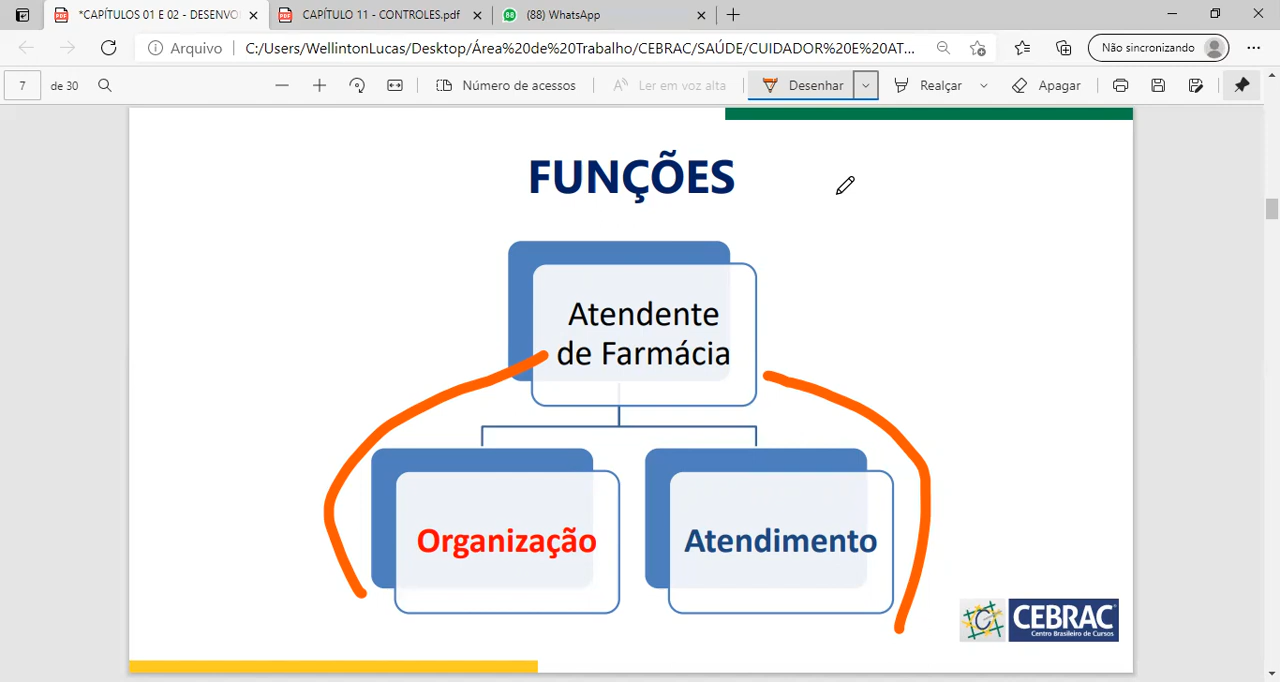 *CAPÍTULOS 01 E 02 - DESENVO
CAPÍTULO 11 - CONTROLES.pdf
(88) WhatsApp
Arquivo
C:/Users/WellintonLucas/Desktop/Área%20de%20Trabalho/CEBRAC/SAÚDE/CUIDADOR%20E%20AT...
Não sincronizando
7
de 30
Número de acessos
Ler em voz alta
Desenhar
Realçar
Apagar
FUNÇÕES
Atendente
de Farmácia
Organização
Atendimento
CEBRAC
Centro Brasileiro de Cursos